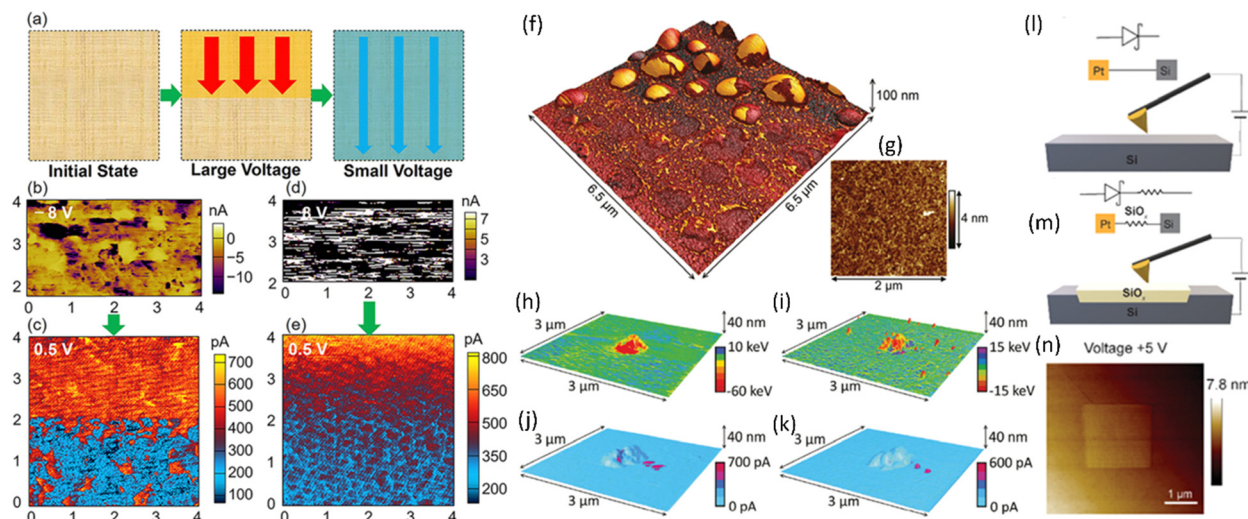 (a)
Initial State
Large Voltage
Small Voltage
(b)
4
3
2
0 1 2 3 4
− 8 V
nA
0
−5
−10
(d)
4
3
2
0 1 2 3 4
8 V
nA
7
5
3
(c)
4
3
2
1
0
0 1 2 3 4
0.5 V
pA
700
600
500
400
300
200
100
(e)
4
3
2
1
0
0 1 2 3 4
0.5 V
pA
800
650
500
350
200
(f)
100 nm
6.5 μm
6.5 μm
(g)
4 nm
2 μm
(h)
3 μm
3 μm
40 nm
10 keV
-60 keV
(i)
3 μm
3 μm
40 nm
15 keV
-15 keV
(j)
3 μm
3 μm
40 nm
700 pA
0 pA
(k)
3 μm
3 μm
40 nm
600 pA
0 pA
(l)
Pt
Si
Si
(m)
SiOₓ
Pt
Si
SiOₓ
Si
(n)
Voltage +5 V
7.8 nm
1 μm